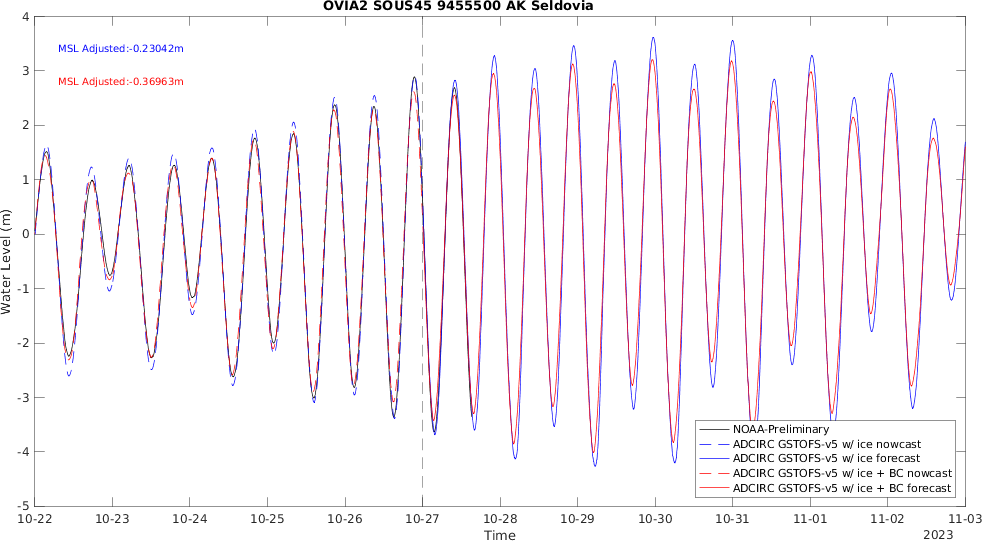 OVIA2 SOUS45 9455500 AK Seldovia
MSL Adjusted:-0.23042m
MSL Adjusted:-0.36963m
Water Level (m)
4
3
2
1
0
-1
-2
-3
-4
-5
NOAA-Preliminary
ADCIRC GSTOFS-v5 w/ ice nowcast
ADCIRC GSTOFS-v5 w/ ice forecast
ADCIRC GSTOFS-v5 w/ ice + BC nowcast
ADCIRC GSTOFS-v5 w/ ice + BC forecast
10-22 10-23 10-24 10-25 10-26 10-27 10-28 10-29 10-30 10-31 11-01 11-02 11-03
Time
2023